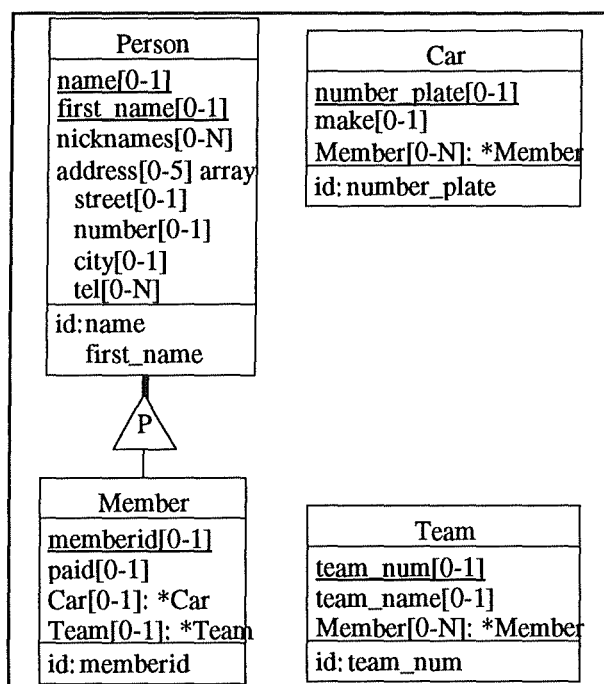 Person
name[0-1]
first_name[0-1]
nicknames[0-N]
address[0-5] array
street[0-1]
number[0-1]
city[0-1]
tel[0-N]
id:name
first_name
Car
number_plate[0-1]
make[0-1]
Member[0-N]: *Member
id: number_plate
P
Member
memberid[0-1]
paid[0-1]
Car[0-1]: *Car
Team[0-1]: *Team
id: memberid
Team
team_num[0-1]
team_name[0-1]
Member[0-N]: *Member
id: team_num